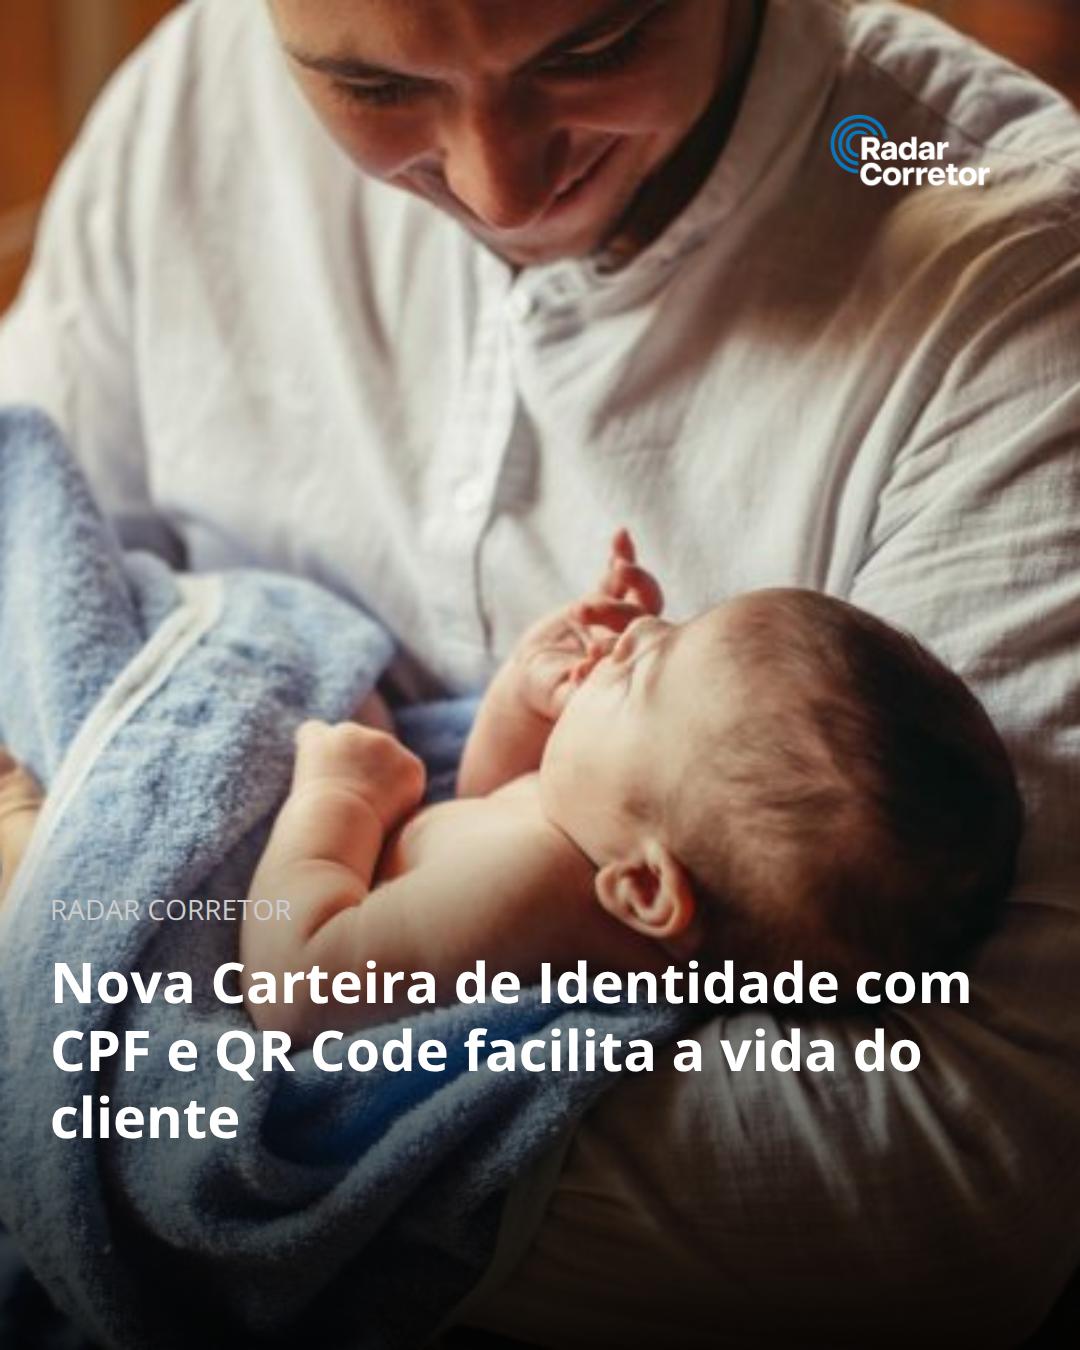 Radar
Corretor
RADAR CORRETOR
Nova Carteira de Identidade com
CPF e QR Code facilita a vida do
cliente